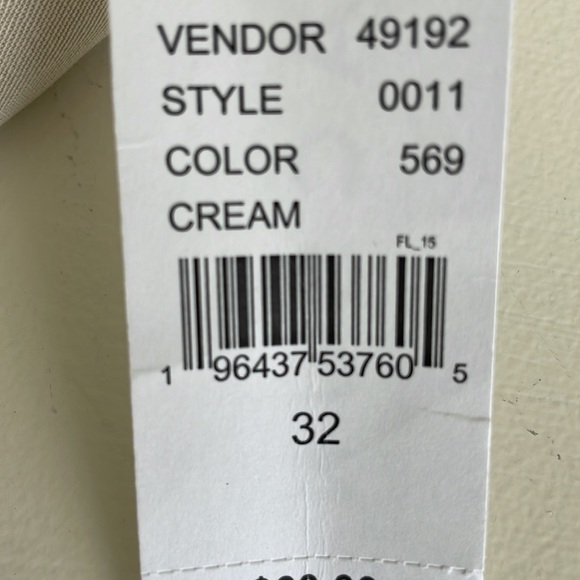 VENDOR 49192
STYLE 0011
COLOR 569
CREAM
FL_15
1 96437 53760 5
32